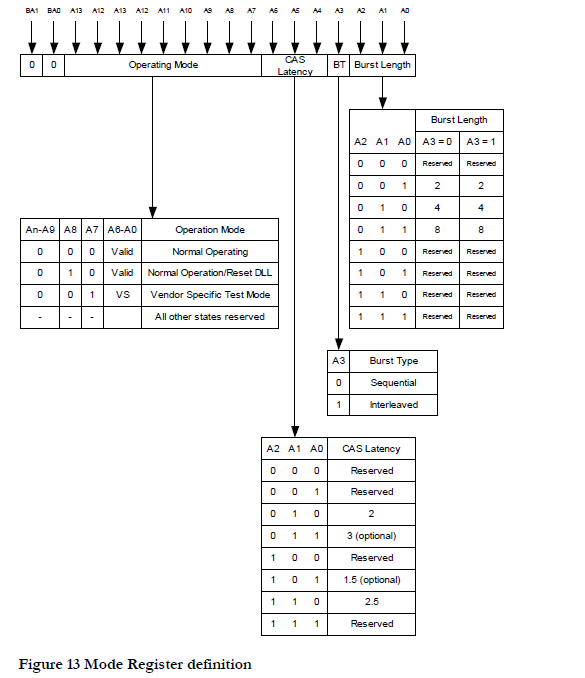 BA1 BA0 A13 A12 A13 A12 A11 A10 A9 A8 A7 A6 A5 A4 A3 A2 A1 A0
0 0 Operating Mode CAS Latency BT Burst Length
Burst Length
A2 A1 A0 A3 = 0 A3 = 1
0 0 0 Reserved Reserved
0 0 1 2 2
0 1 0 4 4
0 1 1 8 8
1 0 0 Reserved Reserved
1 0 1 Reserved Reserved
1 1 0 Reserved Reserved
1 1 1 Reserved Reserved
An-A9 A8 A7 A6-A0 Operation Mode
0 0 0 Valid Normal Operating
0 1 0 Valid Normal Operation/Reset DLL
0 0 1 VS Vendor Specific Test Mode
- - - All other states reserved
A3 Burst Type
0 Sequential
1 Interleaved
A2 A1 A0 CAS Latency
0 0 0 Reserved
0 0 1 Reserved
0 1 0 2
0 1 1 3 (optional)
1 0 0 Reserved
1 0 1 1.5 (optional)
1 1 0 2.5
1 1 1 Reserved
Figure 13 Mode Register definition